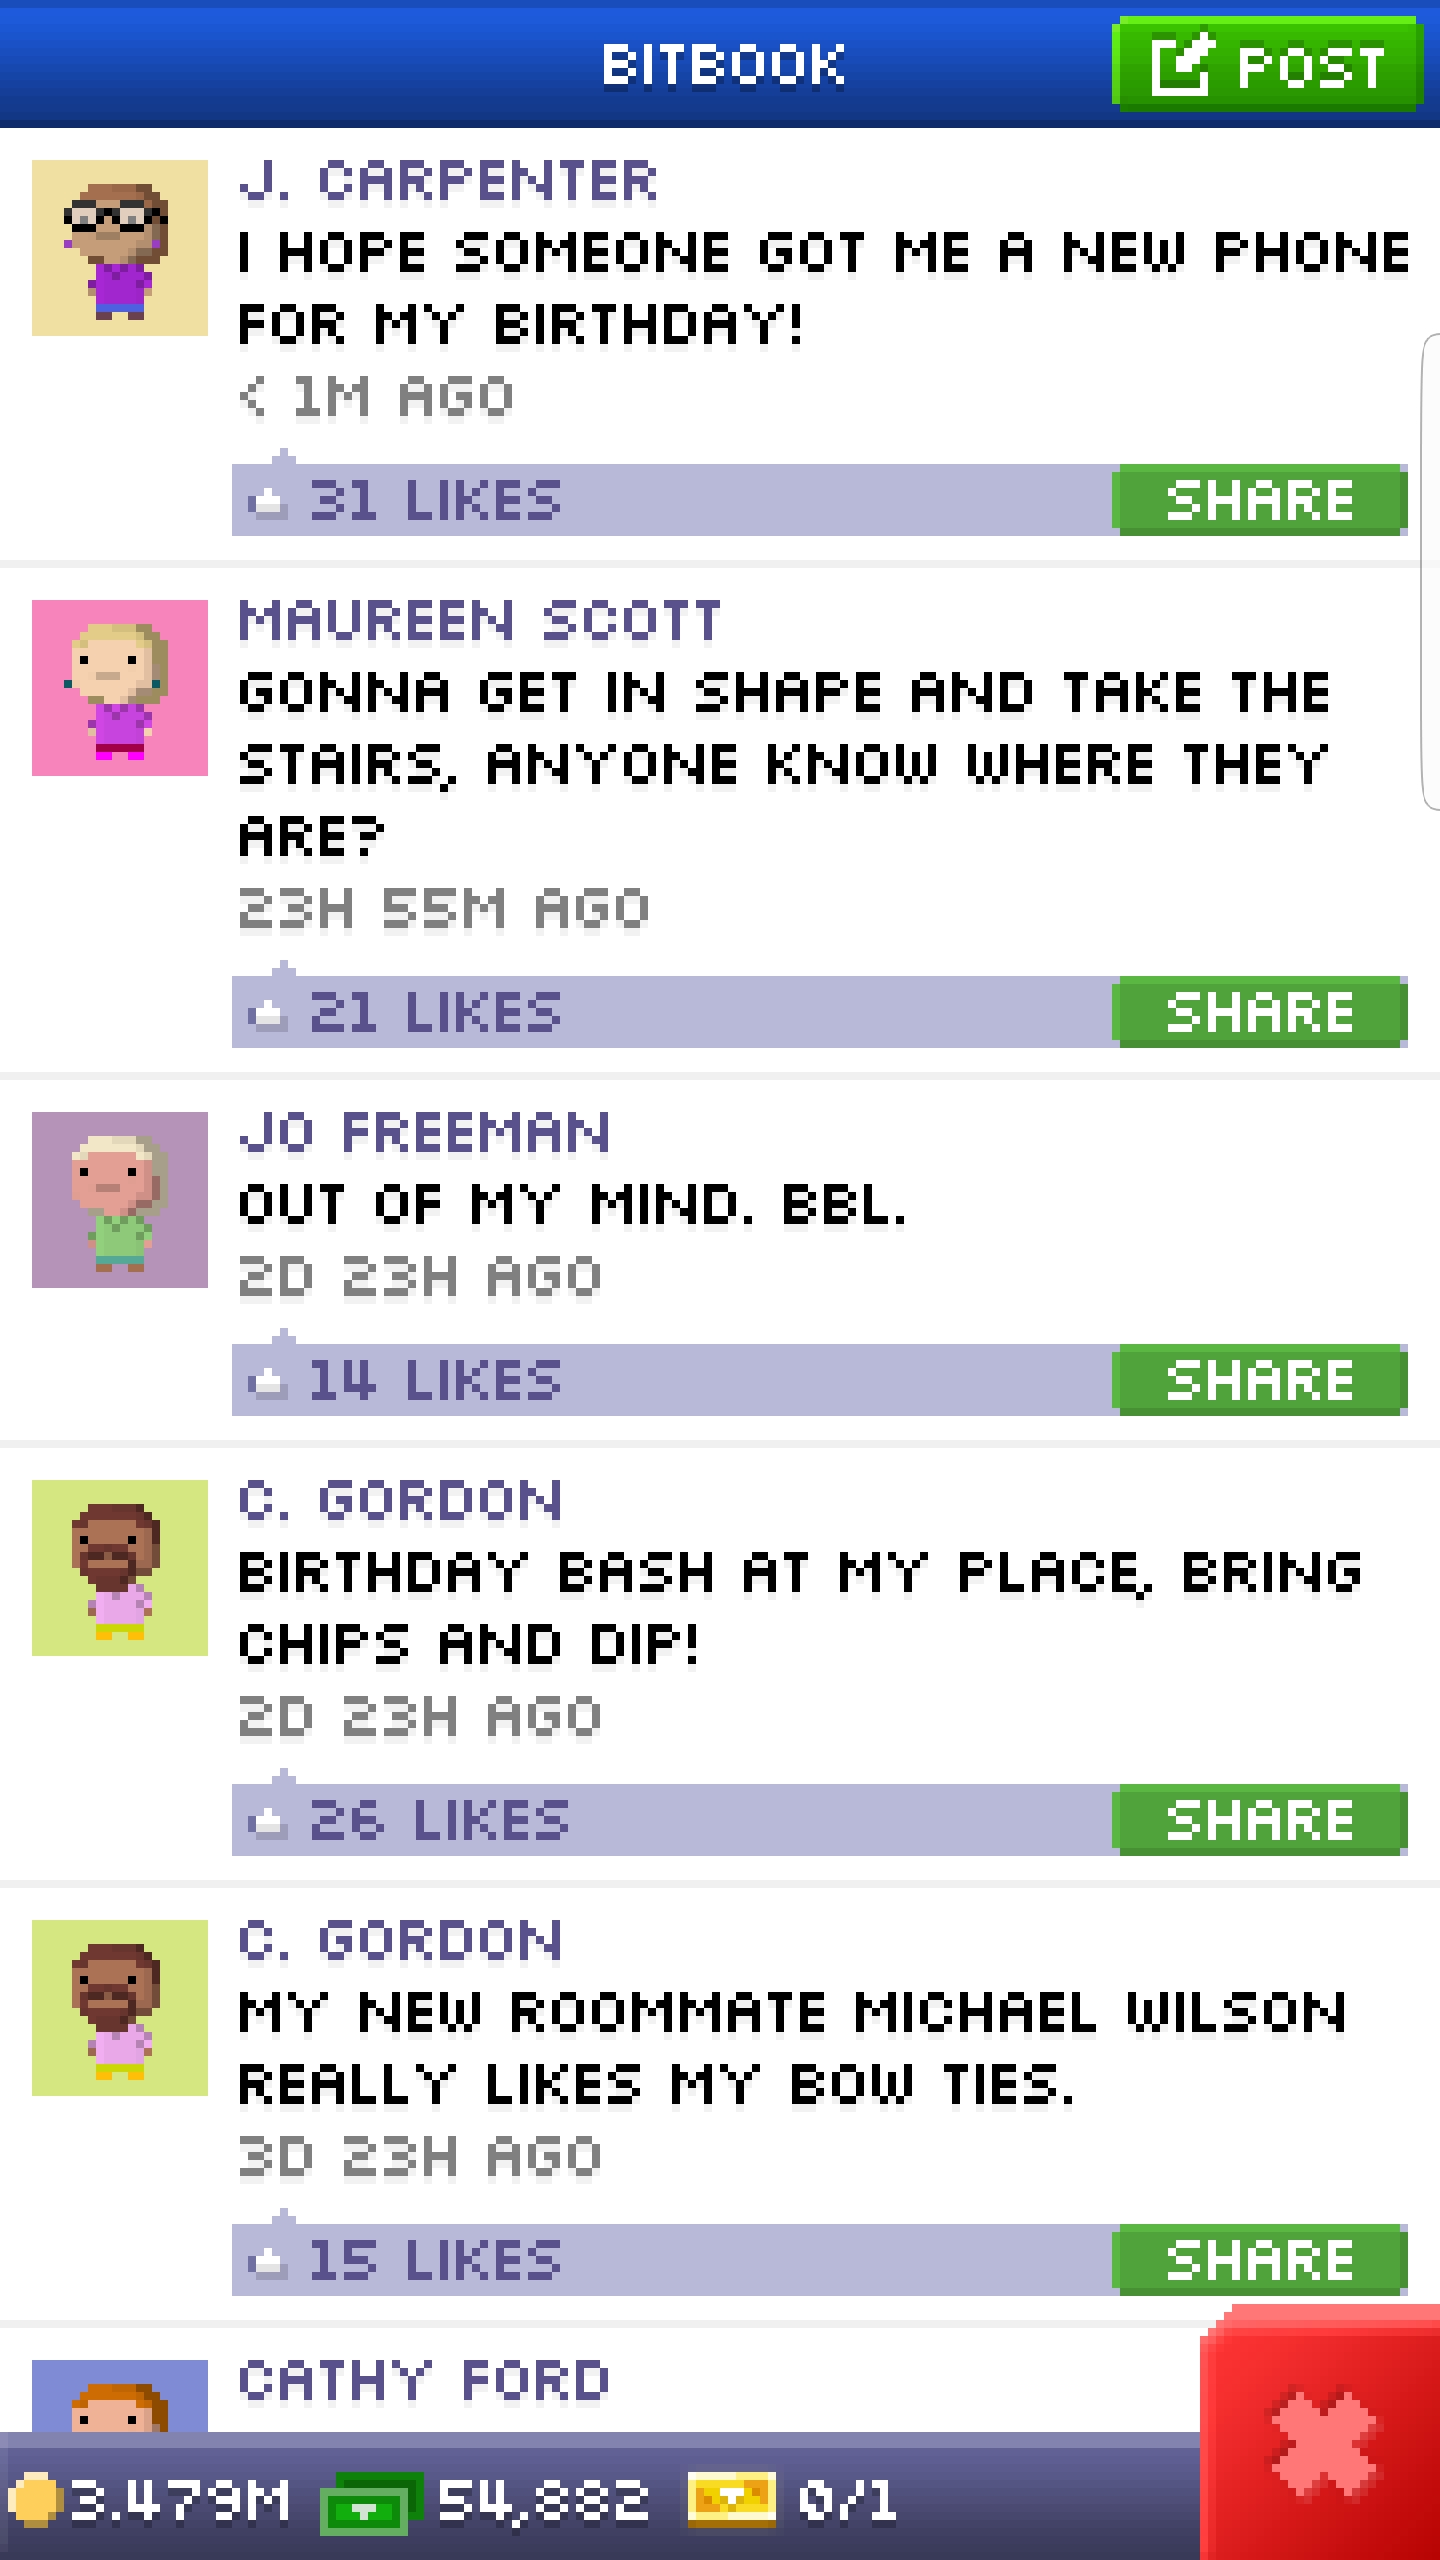 BITBOOK
POST
J. CARPENTER
I HOPE SOMEONE GOT ME A NEW PHONE
FOR MY BIRTHDAY!
< 1M AGO
31 LIKES
SHARE
MAUREEN SCOTT
GONNA GET IN SHAPE AND TAKE THE
STAIRS, ANYONE KNOW WHERE THEY
ARE?
23H 55M AGO
21 LIKES
SHARE
JO FREEMAN
OUT OF MY MIND. BBL.
2D 23H AGO
14 LIKES
SHARE
C. GORDON
BIRTHDAY BASH AT MY PLACE, BRING
CHIPS AND DIP!
2D 23H AGO
26 LIKES
SHARE
C. GORDON
MY NEW ROOMMATE MICHAEL WILSON
REALLY LIKES MY BOW TIES.
3D 23H AGO
15 LIKES
SHARE
CATHY FORD
3.479M 54,882 0/1